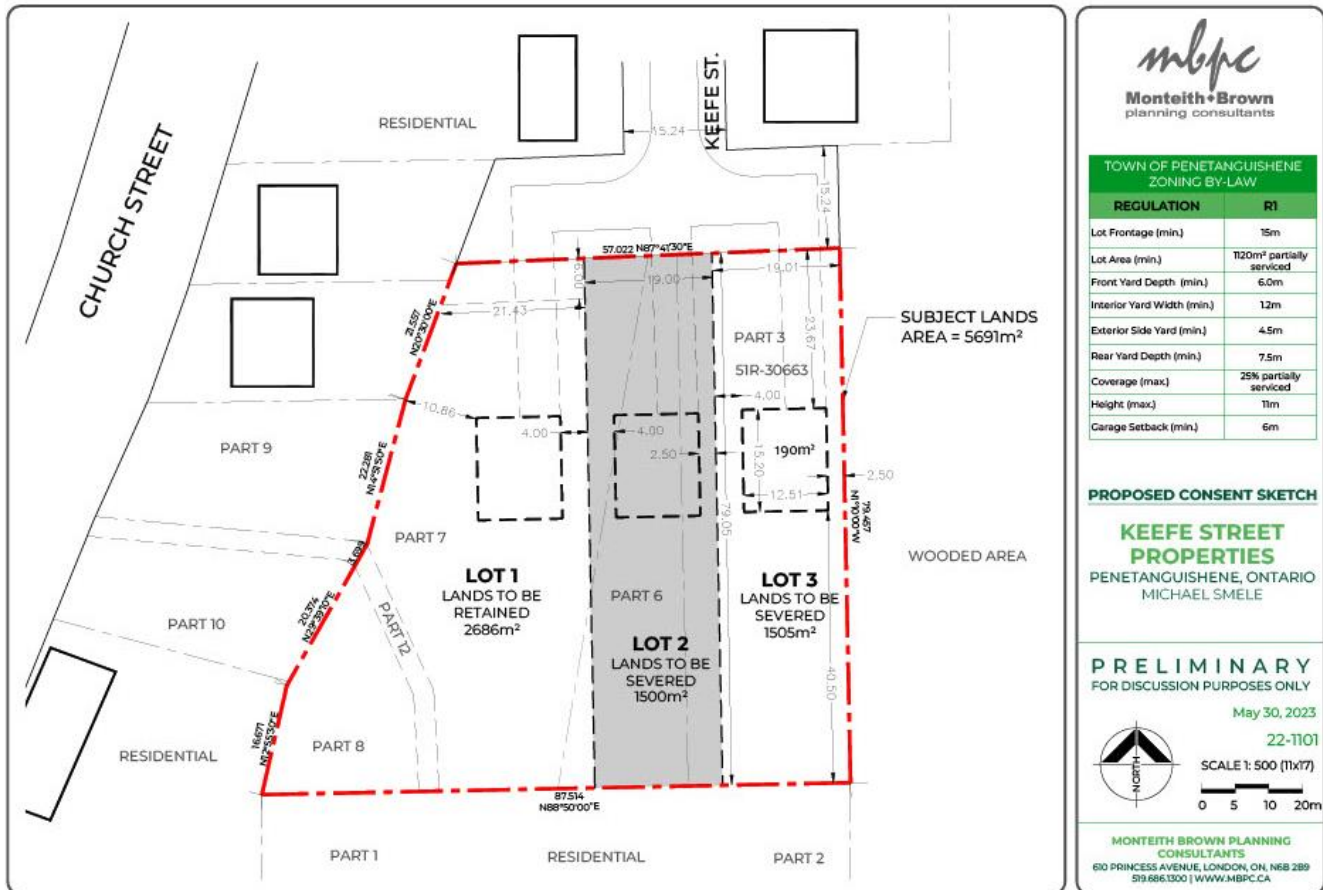 CHURCH STREET
RESIDENTIAL
KEEFE ST.
15.24
15.24
57.022 N87°41'30"E
6.00
19.00
19.01
21.43
21.557
N20°30'00"E
23.67
PART 3
51R-30663
SUBJECT LANDS
AREA = 5691m²
10.86
4.00
4.00
4.00
2.50
190m²
15.20
12.51
2.50
PART 9
22.281
N14°51'50"E
PART 7
79.05
79.457
N1°10'00"W
WOODED AREA
3.699
LOT 1
LANDS TO BE
RETAINED
2686m²
PART 6
LOT 3
LANDS TO BE
SEVERED
1505m²
20.374
N29°39'10"E
PART 10
PART 12
LOT 2
LANDS TO BE
SEVERED
1500m²
40.50
16.671
N12°55'30"E
RESIDENTIAL
PART 8
87.514
N88°50'00"E
PART 1
RESIDENTIAL
PART 2
mbpc
Monteith+Brown
planning consultants
TOWN OF PENETANGUISHENE
ZONING BY-LAW
REGULATION R1
Lot Frontage (min.) 15m
Lot Area (min.) 1120m² partially
serviced
Front Yard Depth (min.) 6.0m
Interior Yard Width (min.) 1.2m
Exterior Side Yard (min.) 4.5m
Rear Yard Depth (min.) 7.5m
Coverage (max.) 25% partially
serviced
Height (max.) 11m
Garage Setback (min.) 6m
PROPOSED CONSENT SKETCH
KEEFE STREET
PROPERTIES
PENETANGUISHENE, ONTARIO
MICHAEL SMELE
PRELIMINARY
FOR DISCUSSION PURPOSES ONLY
May 30, 2023
22-1101
NORTH
SCALE 1: 500 (11x17)
0 5 10 20m
MONTEITH BROWN PLANNING
CONSULTANTS
610 PRINCESS AVENUE, LONDON, ON, N6B 2B9
519.686.1300 | WWW.MBPC.CA